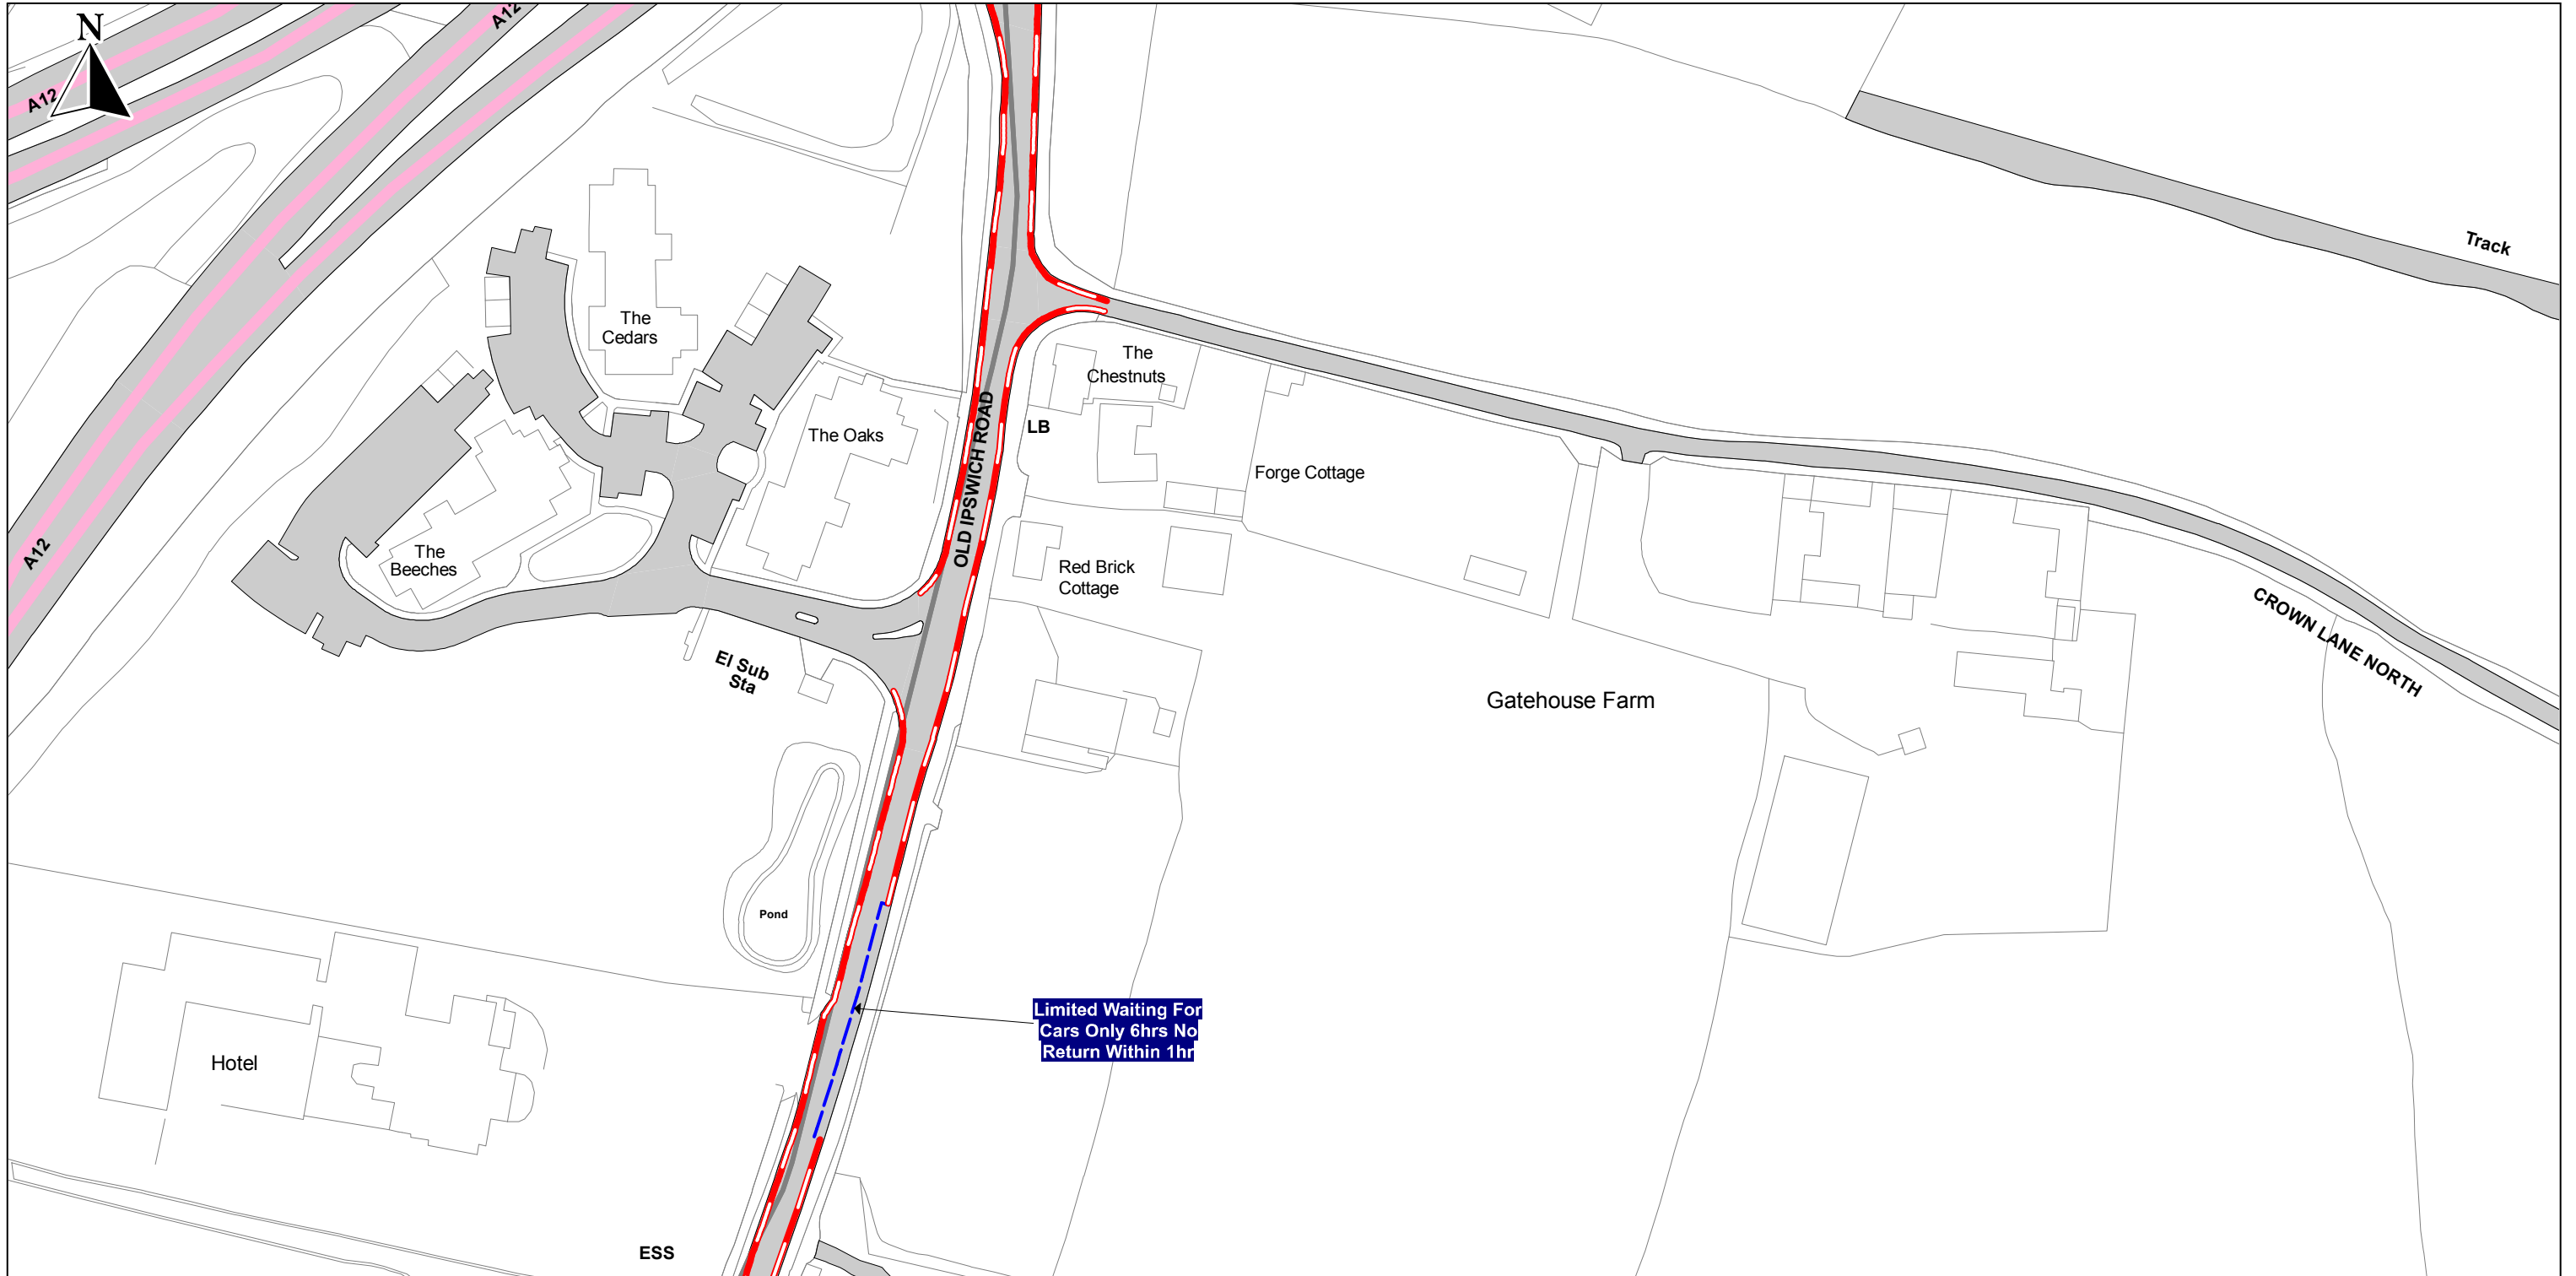 A12
N
A12
Track
The
Cedars
The
Chestnuts
OLD IPSWICH ROAD
LB
The Oaks
Forge Cottage
A12
The
Beeches
Red Brick
Cottage
CROWN LANE NORTH
El Sub
Sta
Gatehouse Farm
Pond
Limited Waiting For
Cars Only 6hrs No
Return Within 1hr
Hotel
ESS